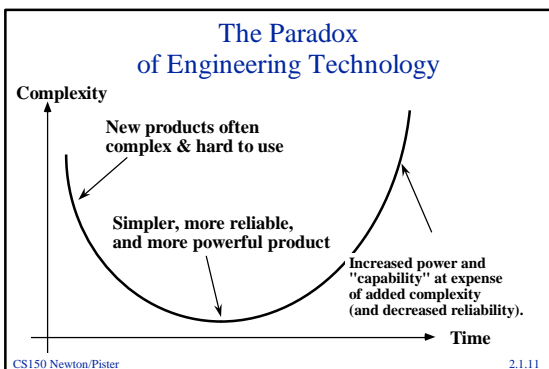 The Paradox
of Engineering Technology
Complexity
New products often
complex & hard to use
Simpler, more reliable,
and more powerful product
Increased power and
"capability" at expense
of added complexity
(and decreased reliability).
Time
CS150 Newton/Pister
2.1.11